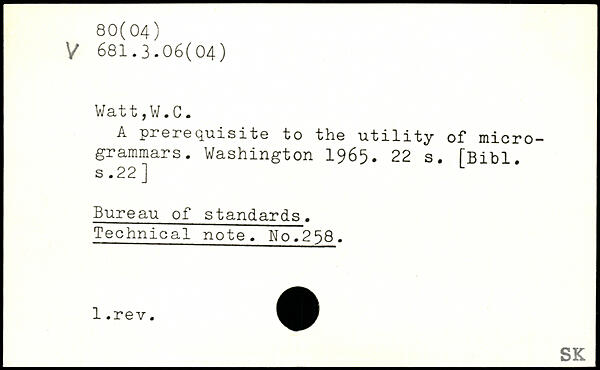 80(04)
V 681.3.06(04)
Watt,W.C.
A prerequisite to the utility of micro-
grammars. Washington 1965. 22 s. [Bibl.
s.22]
Bureau of standards.
Technical note. No.258.
1.rev.
SK